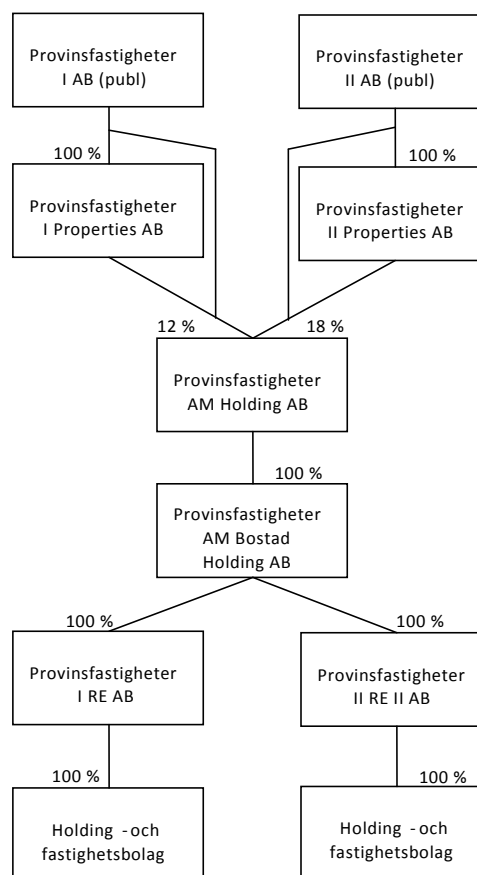 Provinsfastigheter
I AB (publ)
Provinsfastigheter
II AB (publ)
100 %
100 %
Provinsfastigheter
I Properties AB
Provinsfastigheter
II Properties AB
12 %
18 %
Provinsfastigheter
AM Holding AB
100 %
Provinsfastigheter
AM Bostad
Holding AB
100 %
100 %
Provinsfastigheter
I RE AB
Provinsfastigheter
II RE II AB
100 %
100 %
Holding - och
fastighetsbolag
Holding - och
fastighetsbolag